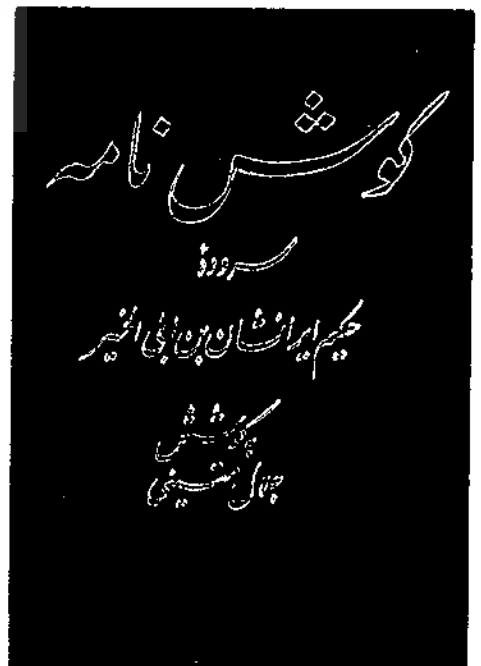 کوش نامه
سرودهٔ
حکیم ایرانشان بن ابی الخیر
به کوشش
جلال متینی